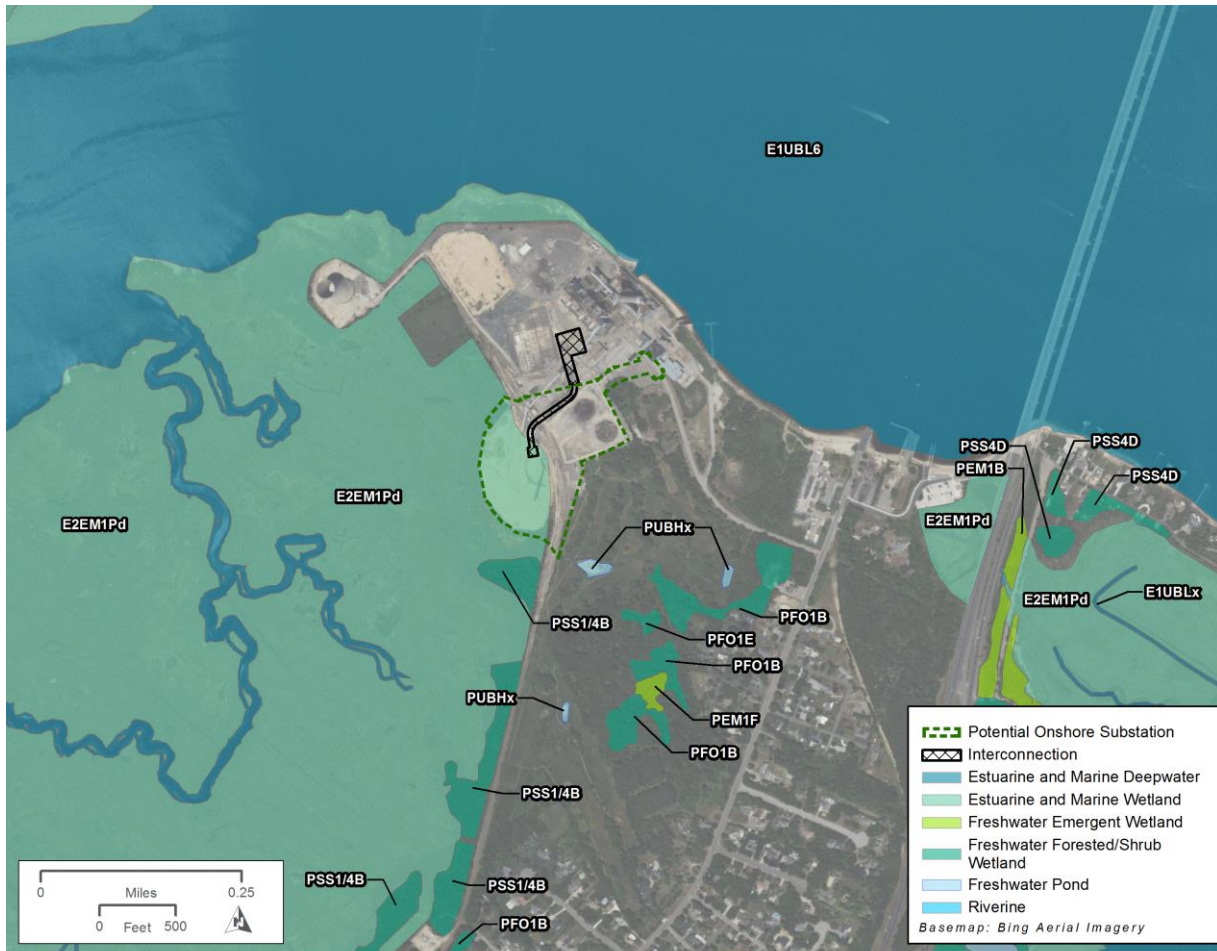 E1UBL6
E2EM1Pd
E2EM1Pd
PSS4D
PSS4D
PEM1B
PSS4D
E2EM1Pd
PUBHx
E2EM1Pd
E1UBLx
PSS1/4B
PFO1B
PFO1E
PFO1B
PUBHx
PEM1F
PFO1B
PSS1/4B
PSS1/4B
PSS1/4B
PFO1B
Potential Onshore Substation
Interconnection
Estuarine and Marine Deepwater
Estuarine and Marine Wetland
Freshwater Emergent Wetland
Freshwater Forested/Shrub
Wetland
Freshwater Pond
Riverine
Basemap: Bing Aerial Imagery
0 0.25
Miles
0 500
Feet
N